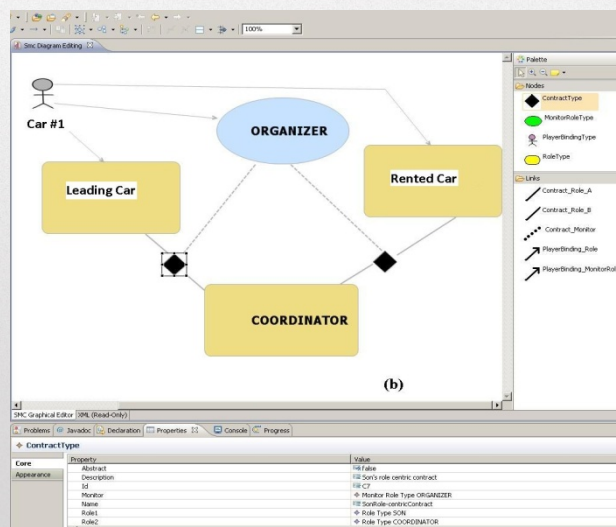 100%
Smc Diagram Editing
Car #1
ORGANIZER
Leading Car
Rented Car
COORDINATOR
(b)
Palette
Nodes
ContractType
MonitorRoleType
PlayerBindingType
RoleType
Links
Contract_Role_A
Contract_Role_B
Contract_Monitor
PlayerBinding_Role
PlayerBinding_MonitorRol
SMC Graphical Editor XML (Read-Only)
Problems Javadoc Declaration Properties Console Progress
ContractType
Core
Appearance
Property Value
Abstract false
Description Son's role centric contract
Id C7
Monitor Monitor Role Type ORGANIZER
Name SonRole-centricContract
Role1 Role Type SON
Role2 Role Type COORDINATOR